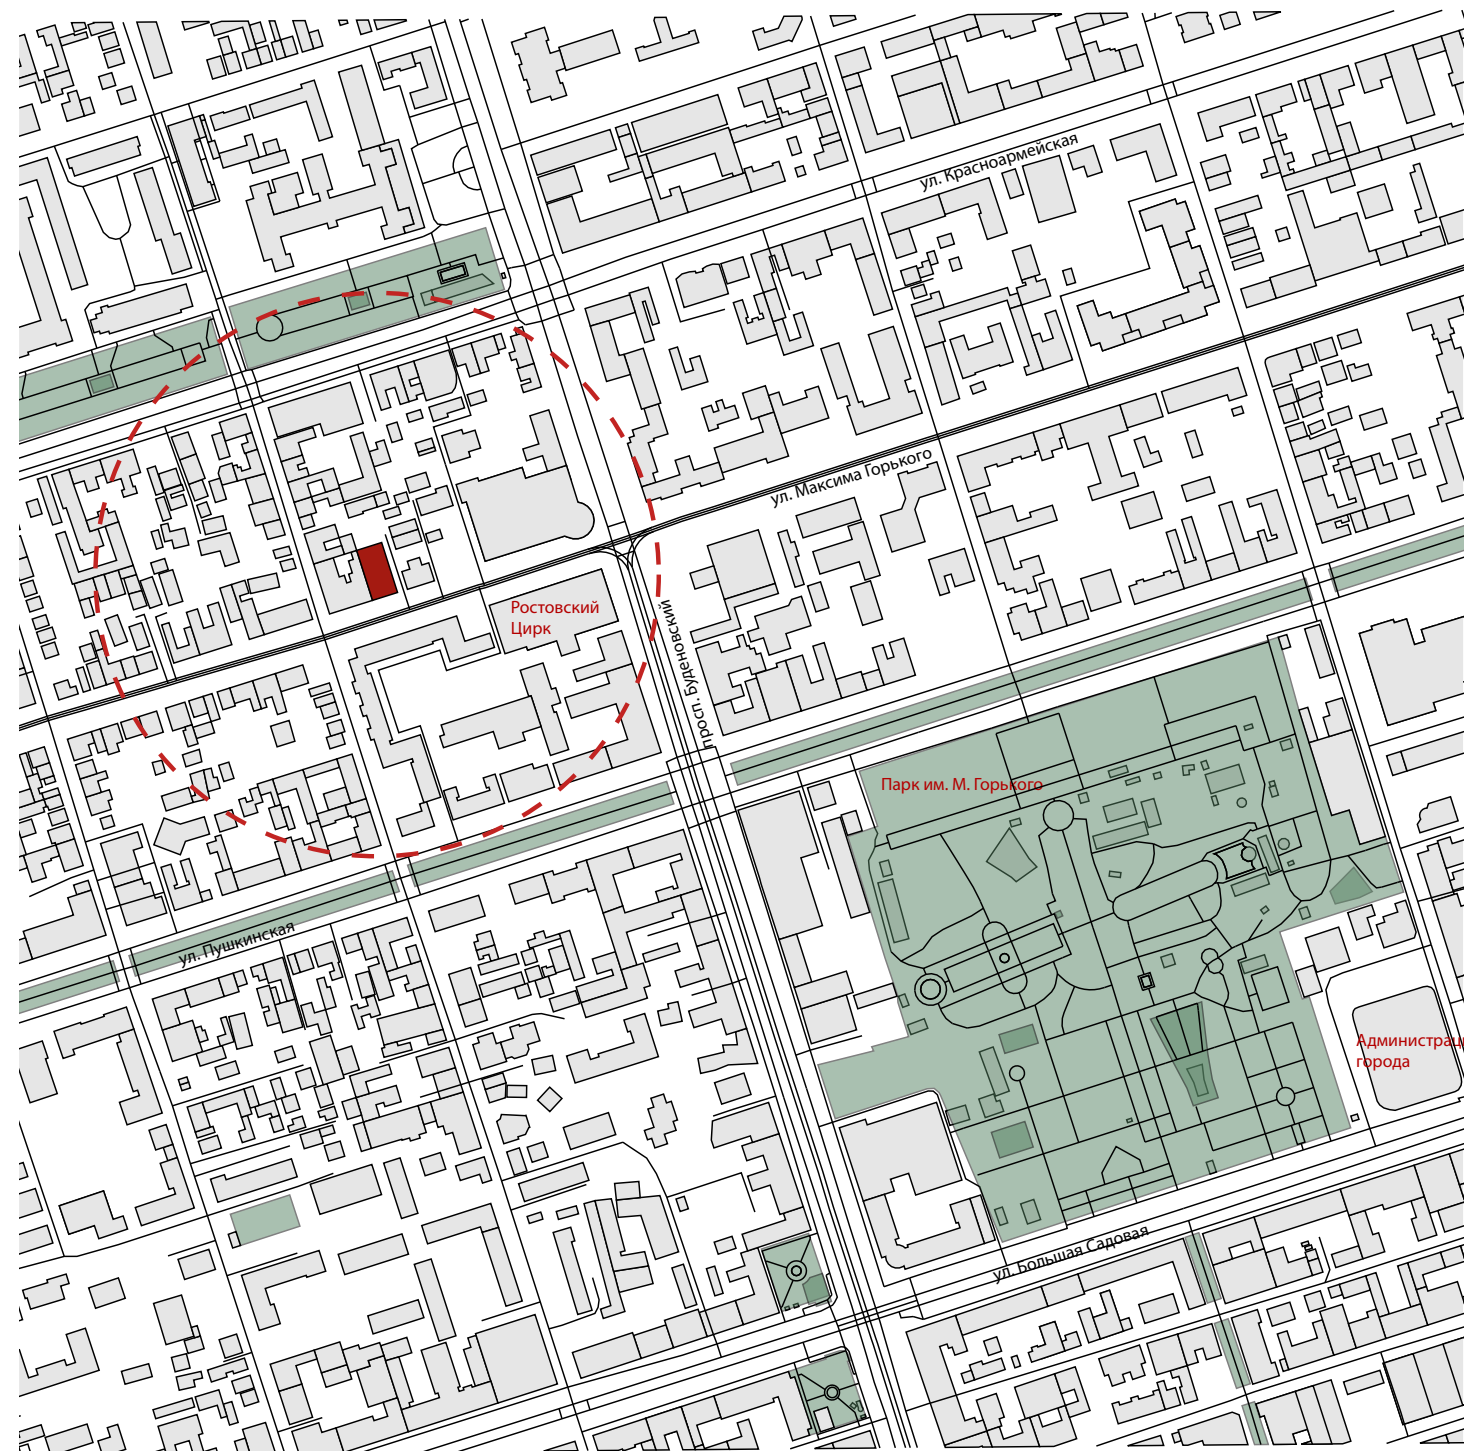 ул. Красноармейская
ул. Максима Горького
Ростовский
Цирк
просп. Буденовский
Парк им. М. Горького
ул. Пушкинская
Администрац
города
ул. Большая Садовая